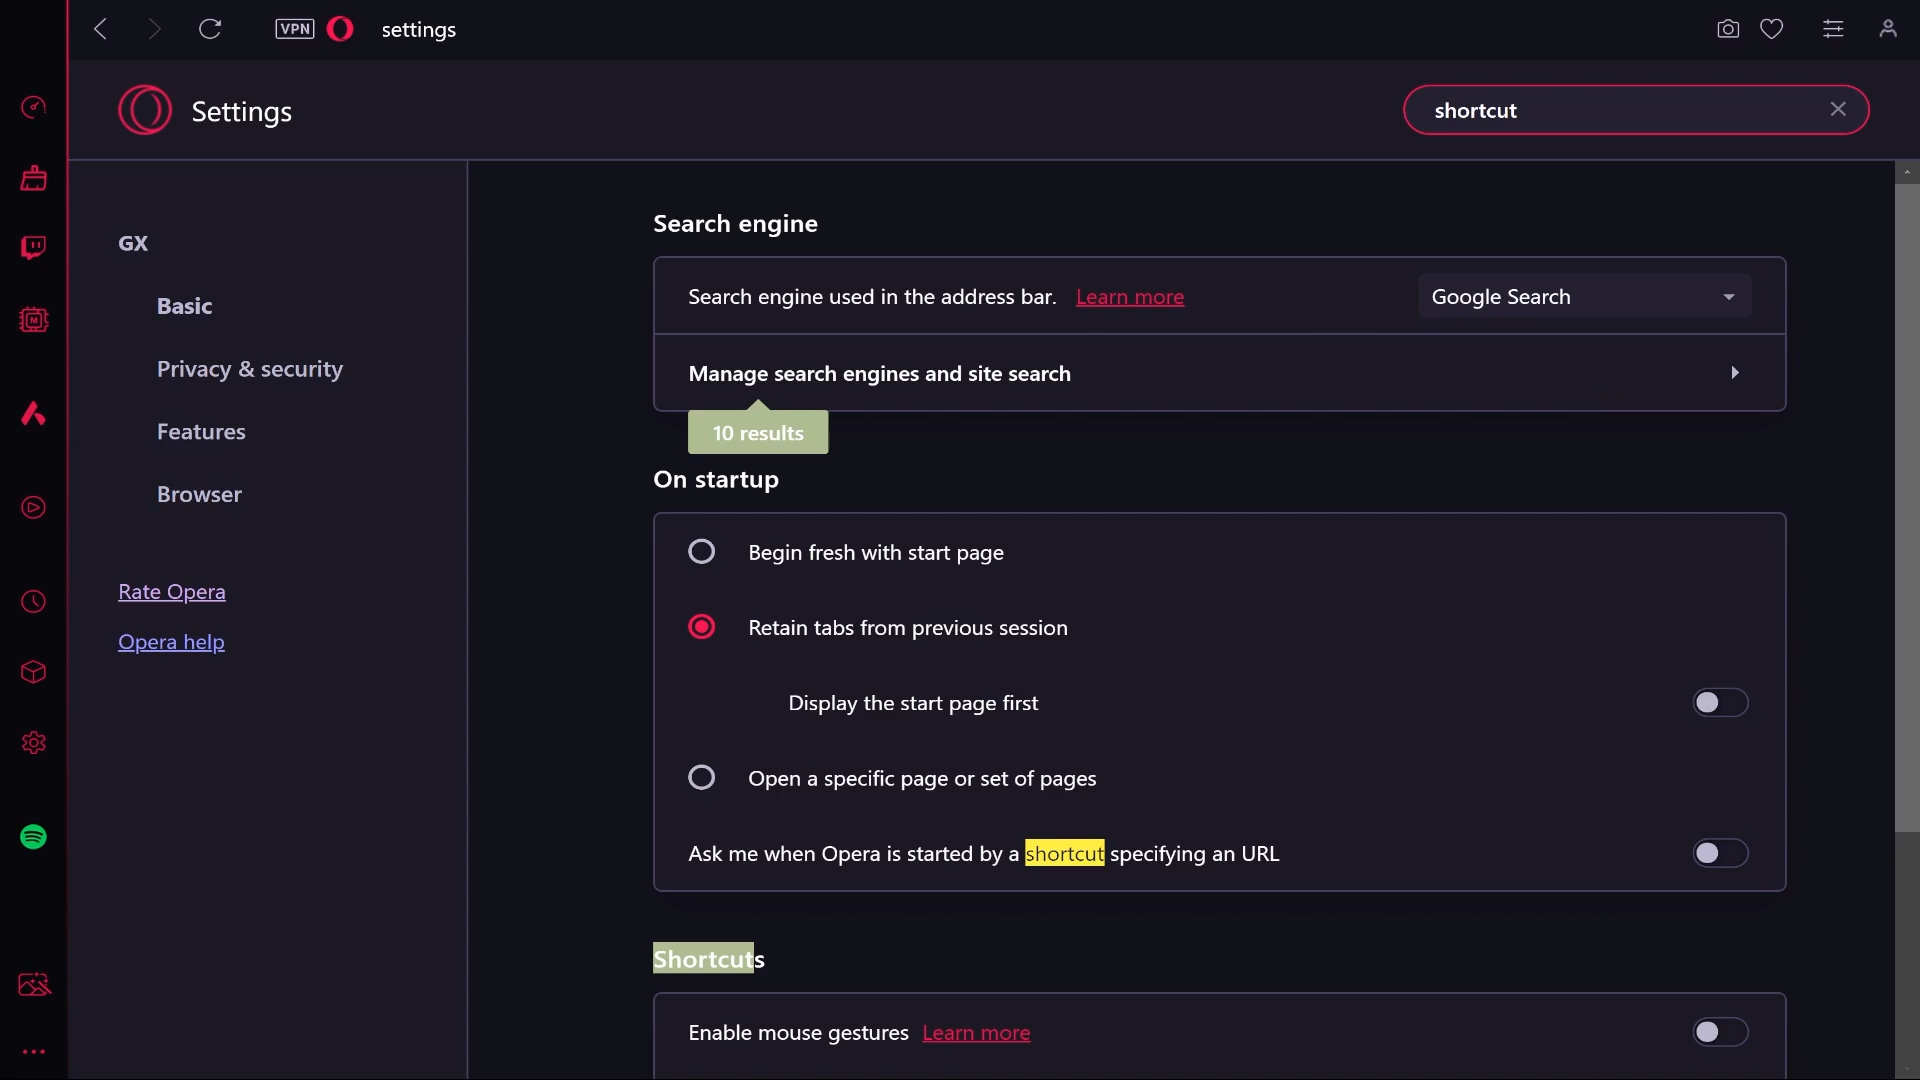 VPN
settings
Settings
shortcut
GX
Basic
Privacy & security
Features
Browser
Rate Opera
Opera help
Search engine
Search engine used in the address bar. Learn more
Google Search
Manage search engines and site search
10 results
On startup
Begin fresh with start page
Retain tabs from previous session
Display the start page first
Open a specific page or set of pages
Ask me when Opera is started by a shortcut specifying an URL
Shortcuts
Enable mouse gestures Learn more